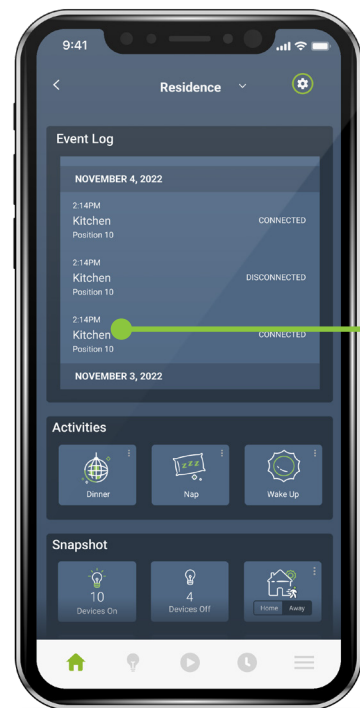 9:41
Residence
Event Log
NOVEMBER 4, 2022
2:14PM
Kitchen CONNECTED
Position 10
2:14PM
Kitchen DISCONNECTED
Position 10
2:14PM
Kitchen CONNECTED
Position 10
NOVEMBER 3, 2022
Activities
zzz
Dinner Nap Wake Up
Snapshot
10 4
Devices On Devices Off Home Away